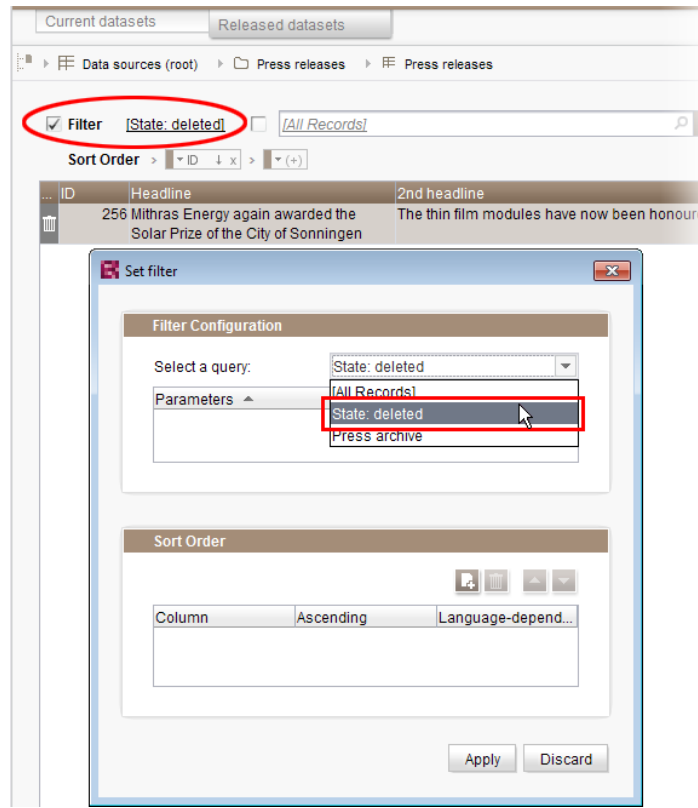 Current datasets
Released datasets
Data sources (root) Press releases Press releases
Filter [State: deleted] [All Records]
Sort Order > ID ↓ x > (+)
... ID Headline 2nd headline
256 Mithras Energy again awarded the The thin film modules have now been honour
Solar Prize of the City of Sonningen
Set filter
Filter Configuration
Select a query: State: deleted
Parameters [All Records]
State: deleted
Press archive
Sort Order
Column Ascending Language-depend...
Apply Discard